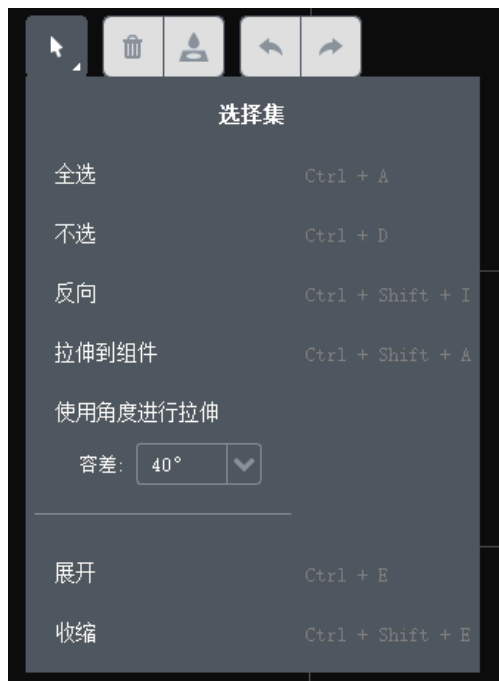 选择集
全选 Ctrl + A
不选 Ctrl + D
反向 Ctrl + Shift + I
拉伸到组件 Ctrl + Shift + A
使用角度进行拉伸
容差: 40°
展开 Ctrl + E
收缩 Ctrl + Shift + E